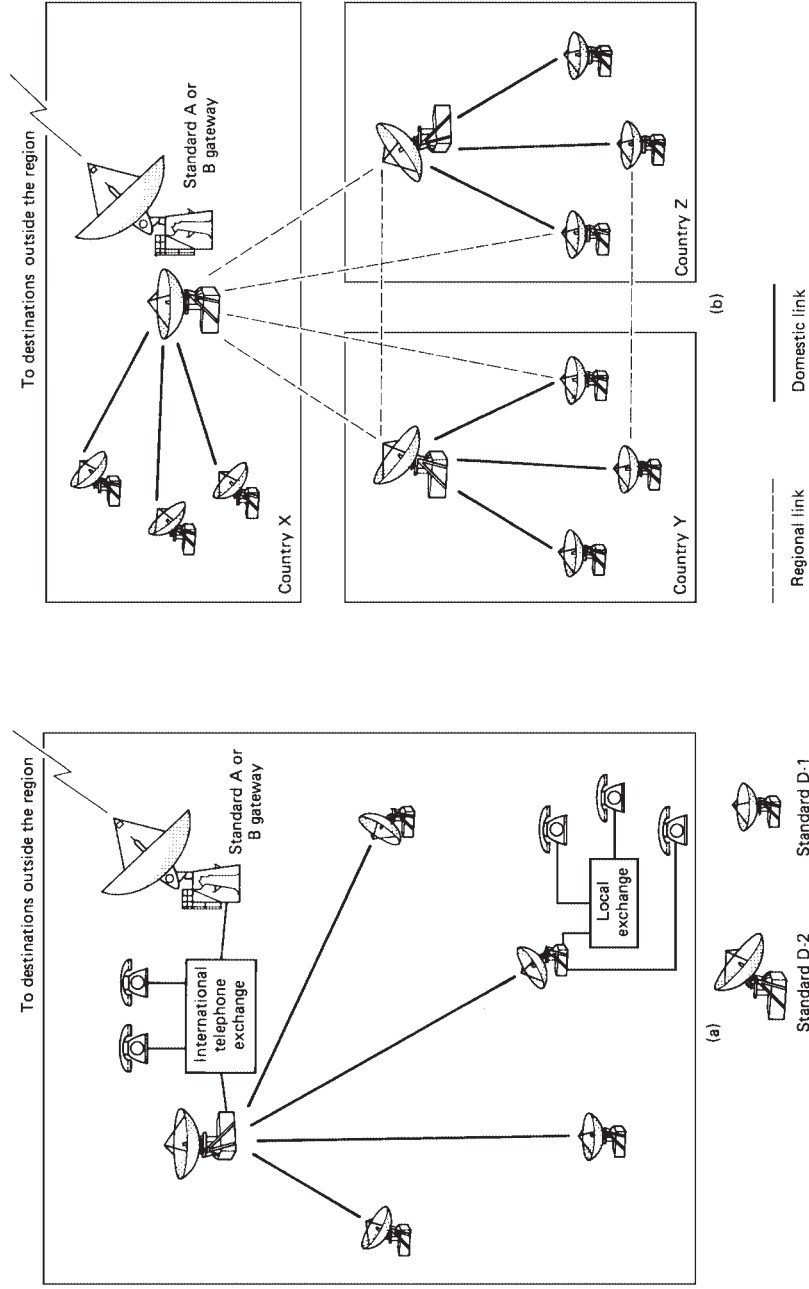 To destinations outside the region
International
telephone
exchange
Standard A or
B gateway
Local
exchange
(a)
Standard D-2
Standard D-1
To destinations outside the region
Standard A or
B gateway
Country X
Country Y
Country Z
(b)
Regional link
Domestic link